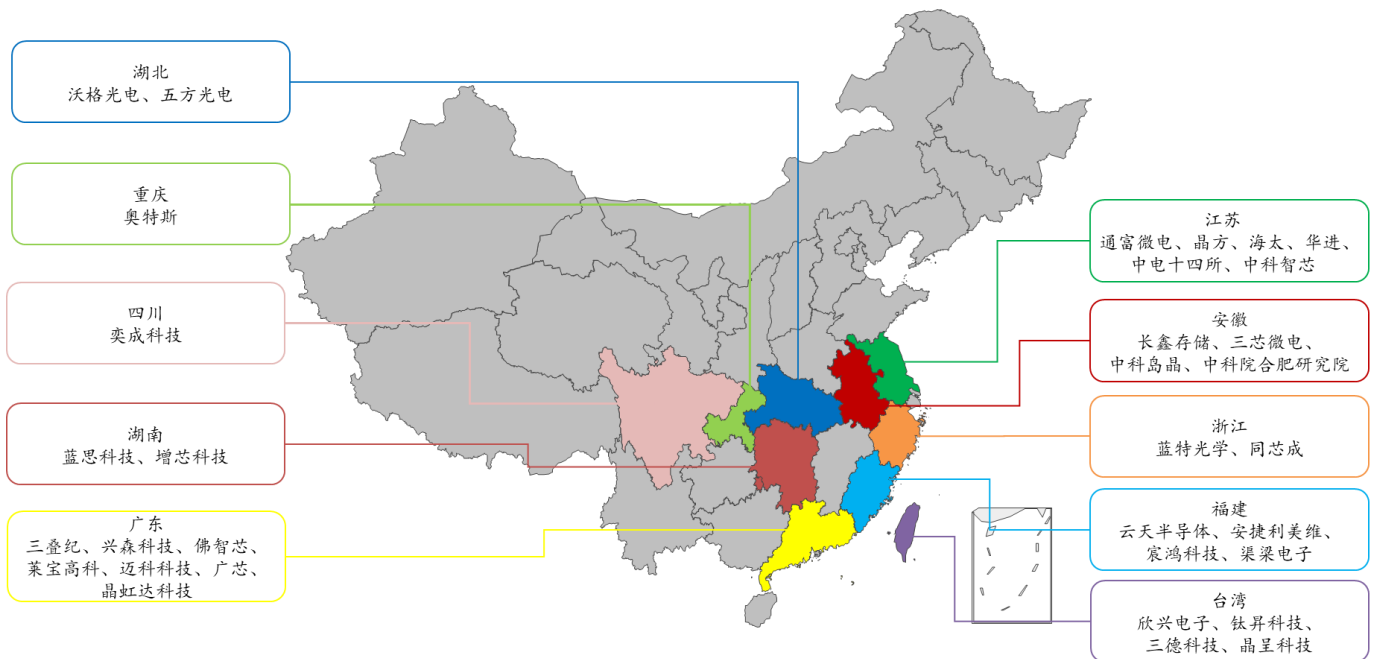 湖北
沃格光电、五方光电
重庆
奥特斯
四川
奕成科技
湖南
蓝思科技、增芯科技
广东
三叠纪、兴森科技、佛智芯、
莱宝高科、迈科科技、广芯、
晶虹达科技
江苏
通富微电、晶方、海太、华进、
中电十四所、中科智芯
安徽
长鑫存储、三芯微电、
中科岛晶、中科院合肥研究院
浙江
蓝特光学、同芯成
福建
云天半导体、安捷利美维、
宸鸿科技、渠梁电子
台湾
欣兴电子、钛昇科技、
三德科技、晶呈科技